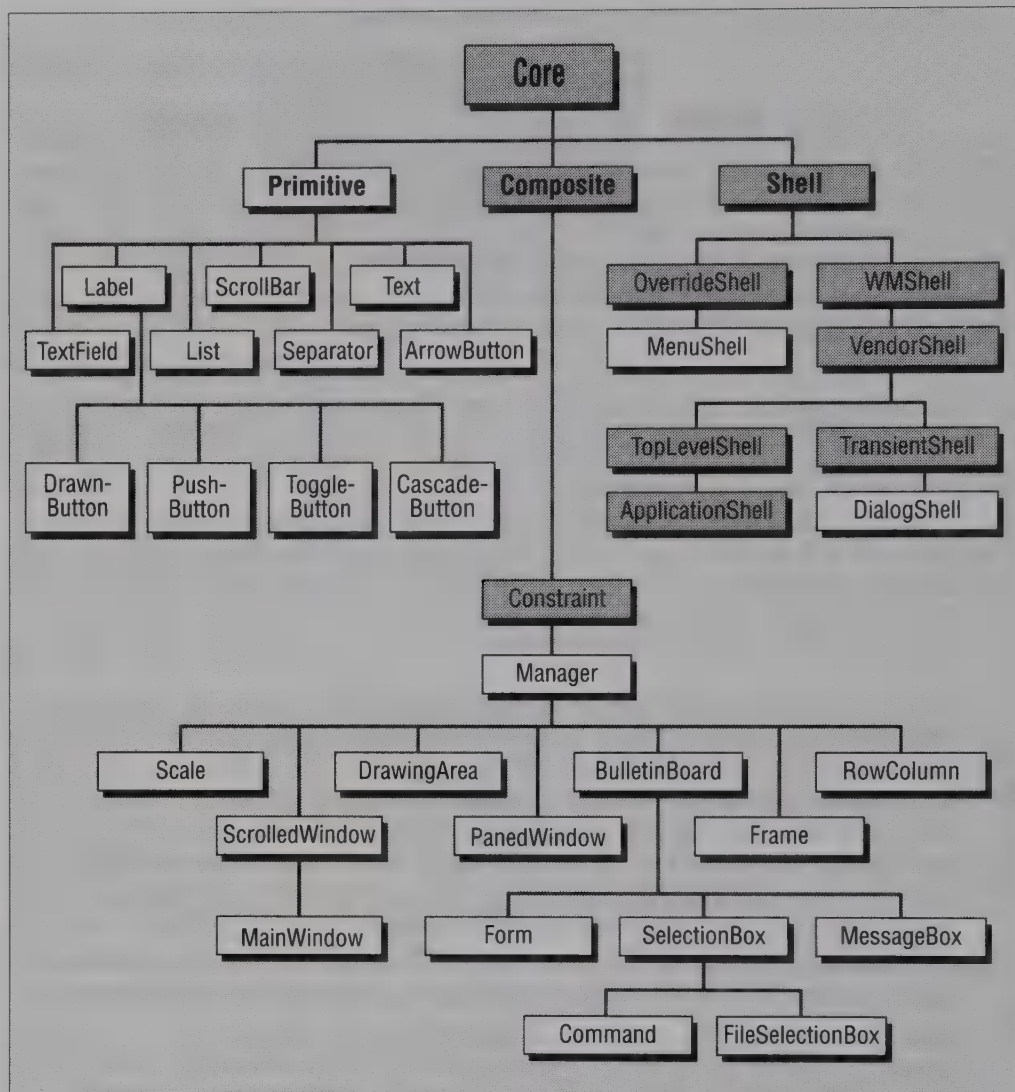 Core
Primitive
Composite
Shell
Label
ScrollBar
Text
OverrideShell
WMShell
TextField
List
Separator
ArrowButton
MenuShell
VendorShell
Drawn-
Button
Push-
Button
Toggle-
Button
Cascade-
Button
TopLevelShell
TransientShell
ApplicationShell
DialogShell
Constraint
Manager
Scale
DrawingArea
BulletinBoard
RowColumn
ScrolledWindow
PanedWindow
Frame
MainWindow
Form
SelectionBox
MessageBox
Command
FileSelectionBox